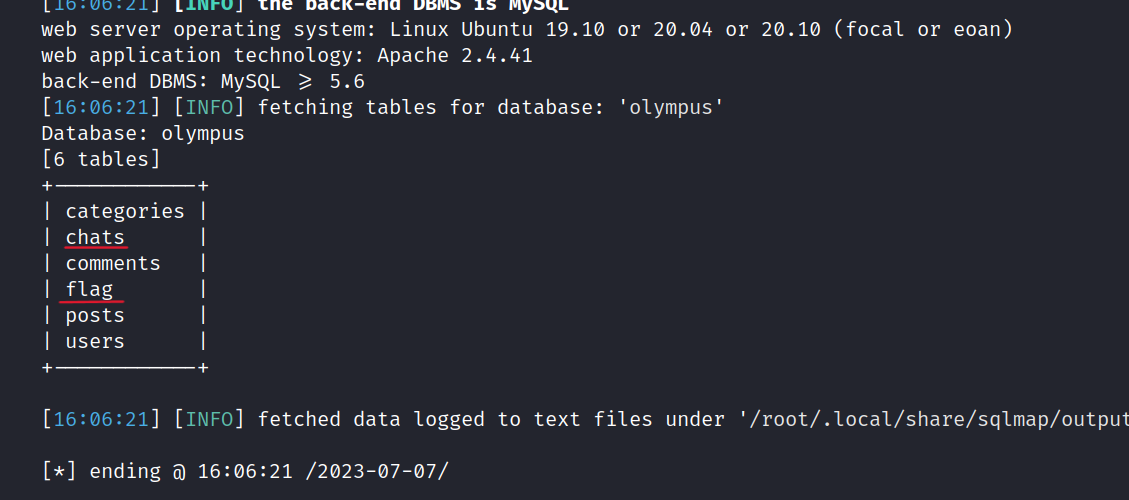 [16:06:21] [INFO] the back-end DBMS is MySQL
web server operating system: Linux Ubuntu 19.10 or 20.04 or 20.10 (focal or eoan)
web application technology: Apache 2.4.41
back-end DBMS: MySQL >= 5.6
[16:06:21] [INFO] fetching tables for database: 'olympus'
Database: olympus
[6 tables]
+------------+
| categories |
| chats      |
| comments   |
| flag       |
| posts      |
| users      |
+------------+
[16:06:21] [INFO] fetched data logged to text files under '/root/.local/share/sqlmap/output
[*] ending @ 16:06:21 /2023-07-07/